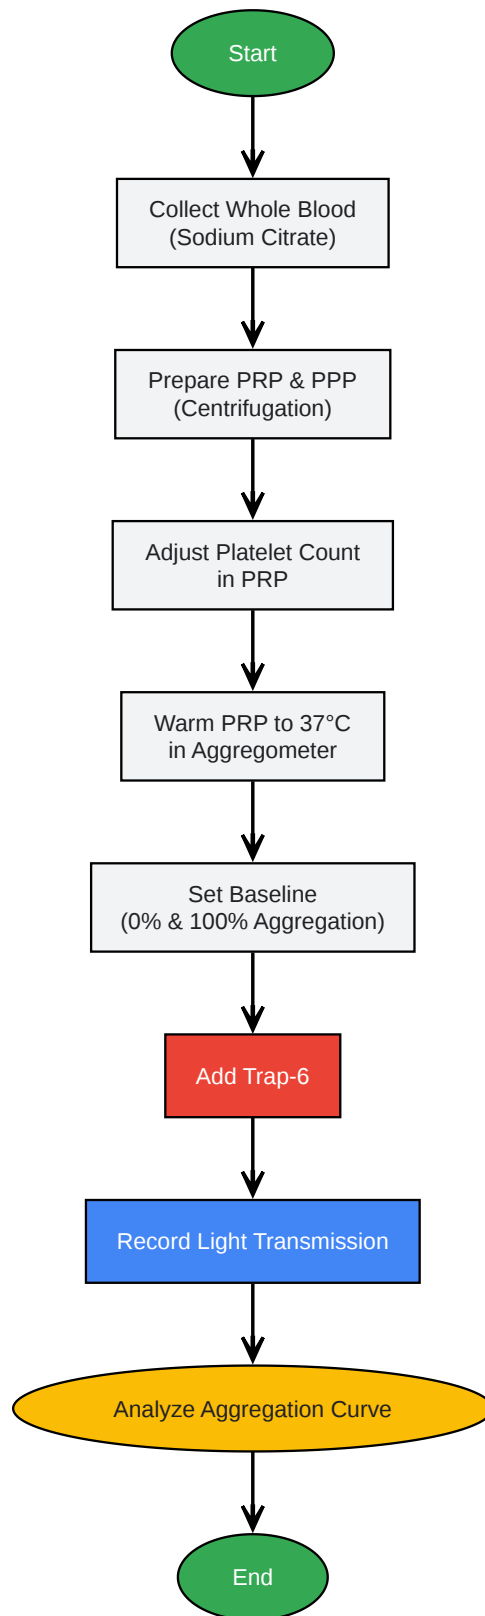 Start
Collect Whole Blood
(Sodium Citrate)
Prepare PRP & PPP
(Centrifugation)
Adjust Platelet Count
in PRP
Warm PRP to 37°C
in Aggregometer
Set Baseline
(0% & 100% Aggregation)
Add Trap-6
Record Light Transmission
Analyze Aggregation Curve
End